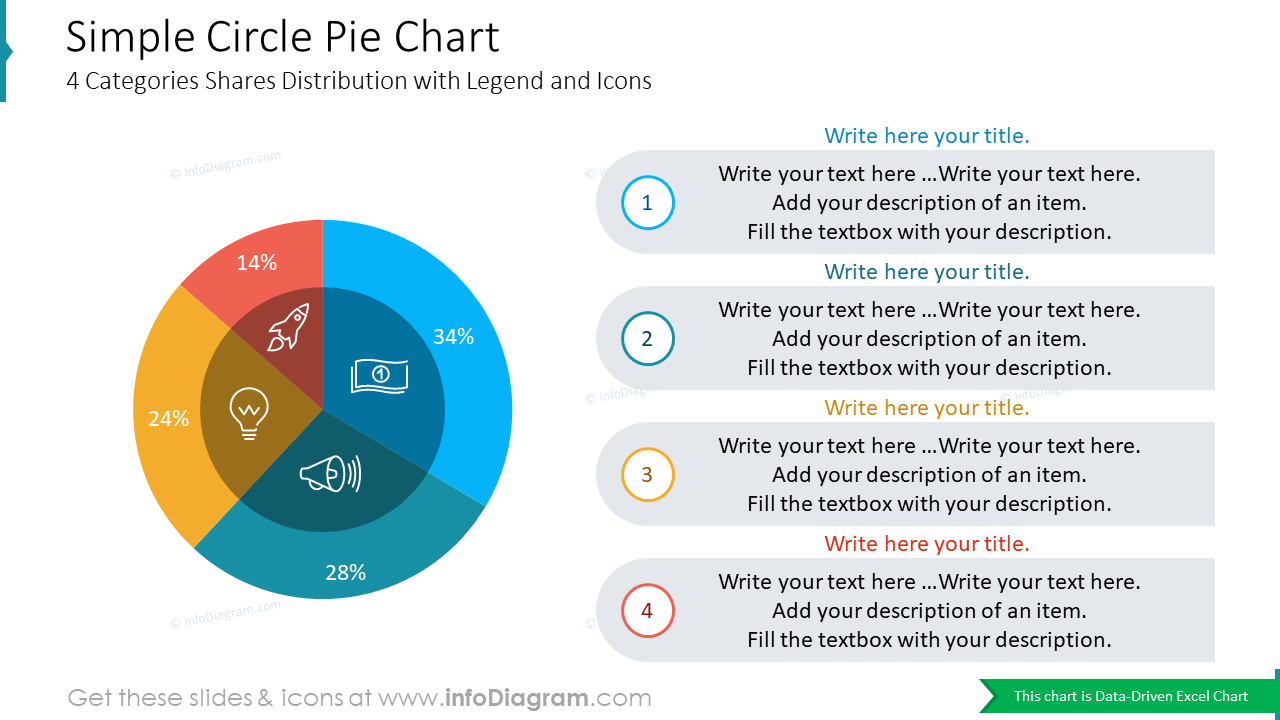 Simple Circle Pie Chart
4 Categories Shares Distribution with Legend and Icons
© infoDiagram.com
14%
34%
24%
28%
1
© infoDiagram.com
Write here your title.
©
1
Write your text here ...Write your text here.
Add your description of an item.
Fill the textbox with your description.
Write here your title.
2
Write your text here ...Write your text here.
Add your description of an item.
Fill the textbox with your description.
© infoDiagram.com
© infoDiagram.com
Write here your title.
3
Write your text here ...Write your text here.
Add your description of an item.
Fill the textbox with your description.
Write here your title.
4
Write your text here ...Write your text here.
Add your description of an item.
Fill the textbox with your description.
©
Get these slides & icons at www.infoDiagram.com
This chart is Data-Driven Excel Chart